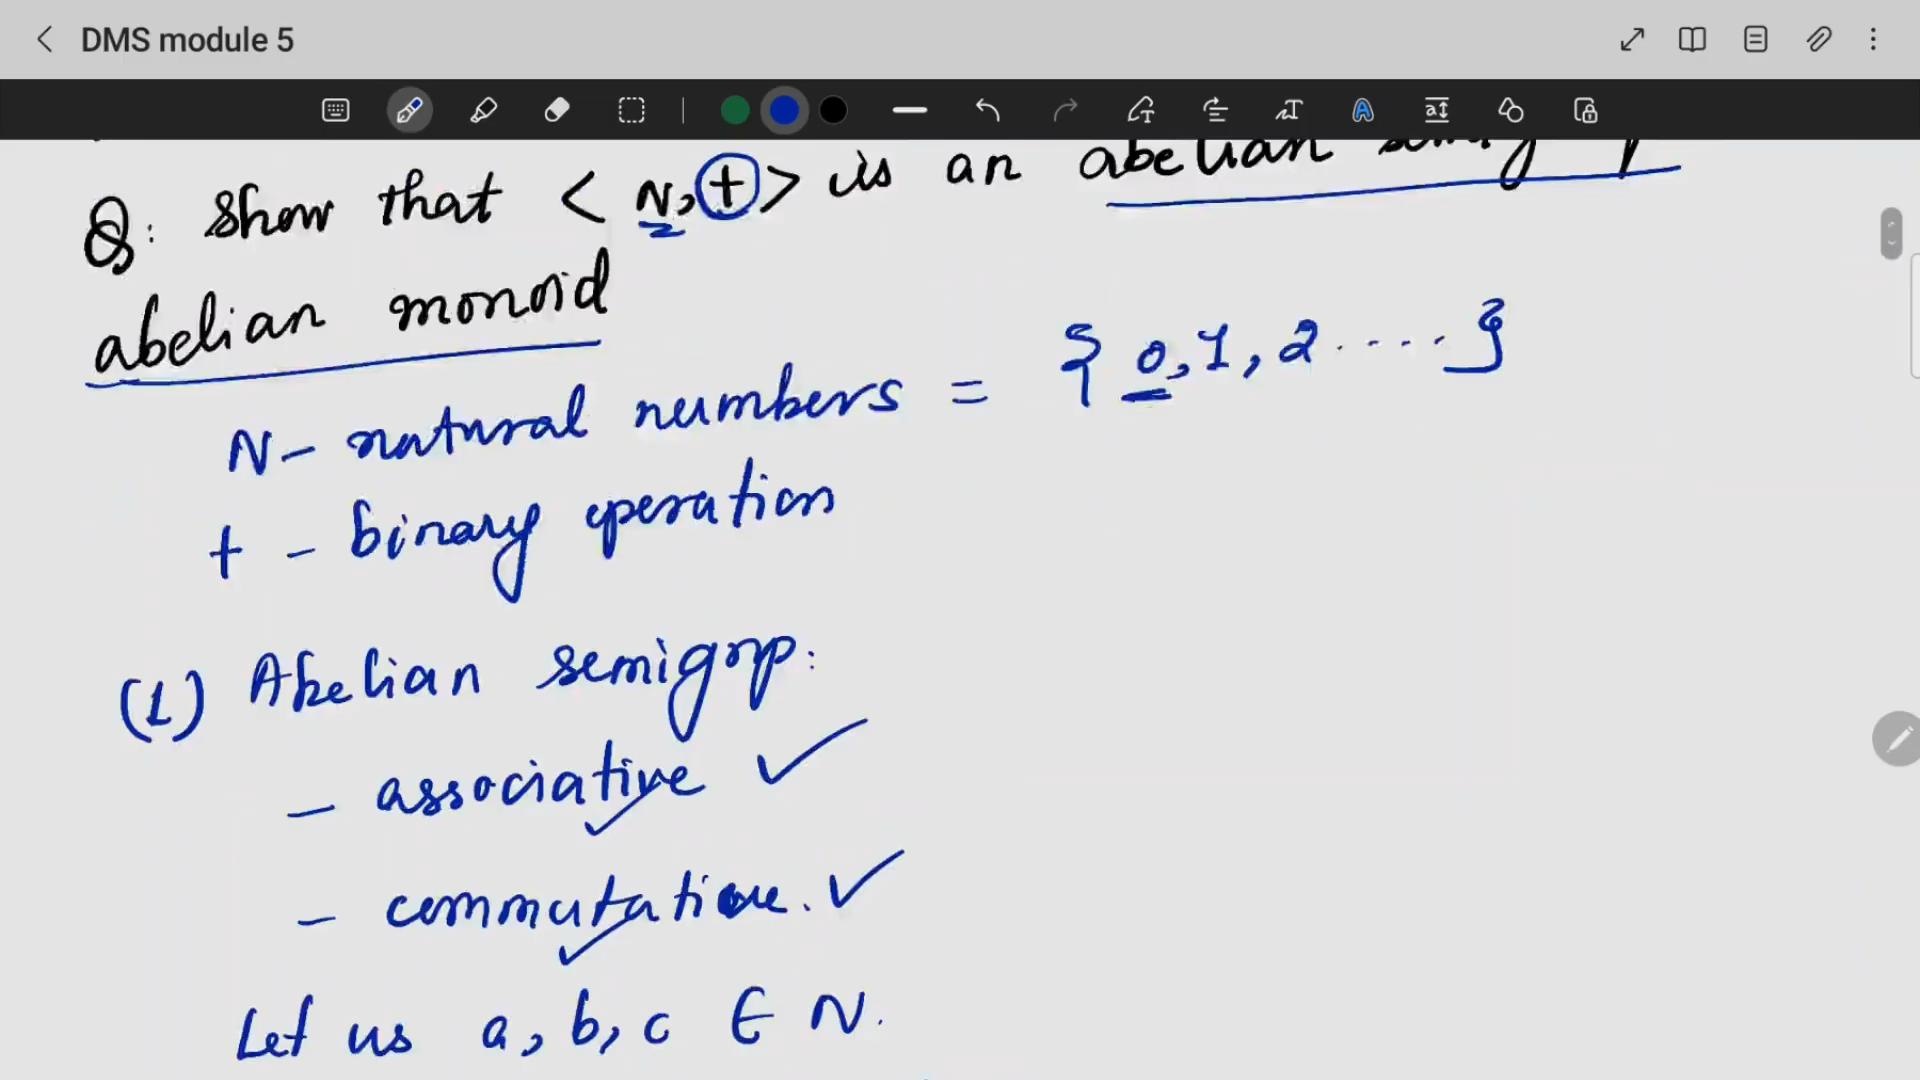 DMS module 5
Q: Show that < N, + > is an abelian
abelian monoid
N - natural numbers = { 0, 1, 2 ..... }
+ - binary operation
(1) Abelian semigrop:
- associative ✓
- commutative. ✓
Let us a, b, c ∈ N.